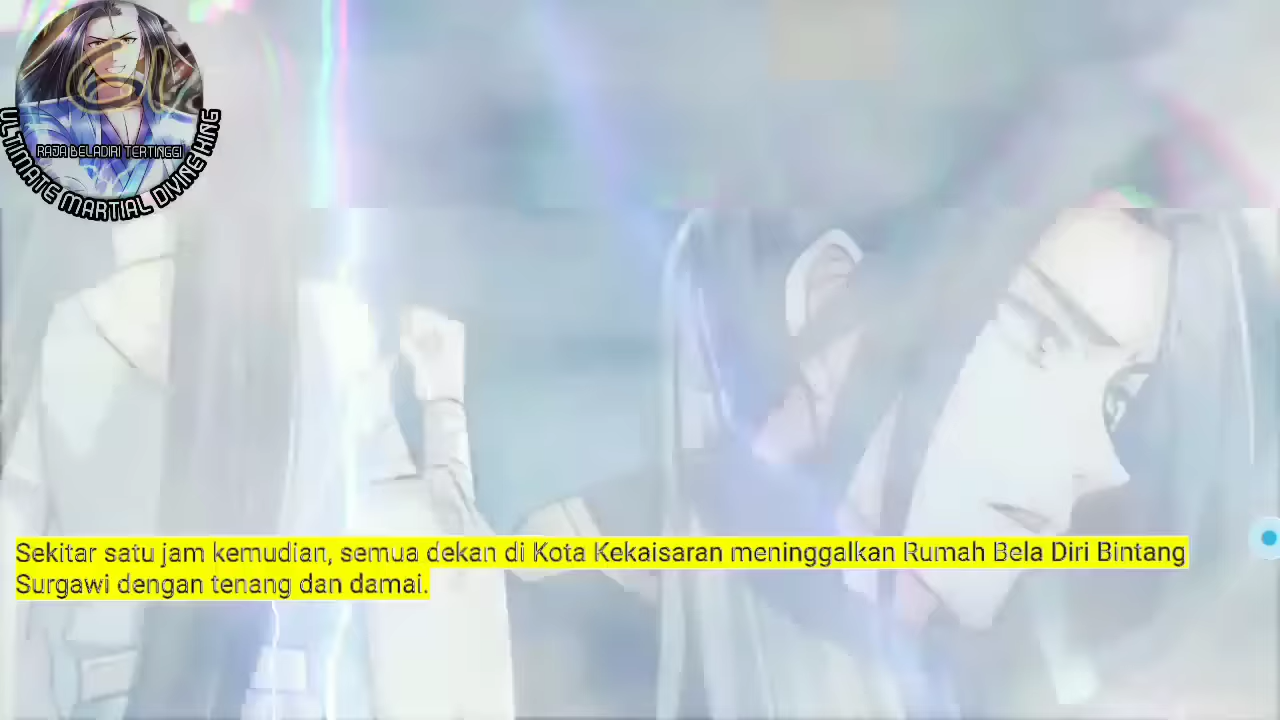 RAJA BELADIRI TERTINGGI
ULTIMATE MARTIAL DIVINE KING
Sekitar satu jam kemudian, semua dekan di Kota Kekaisaran meninggalkan Rumah Bela Diri Bintang
Surgawi dengan tenang dan damai.